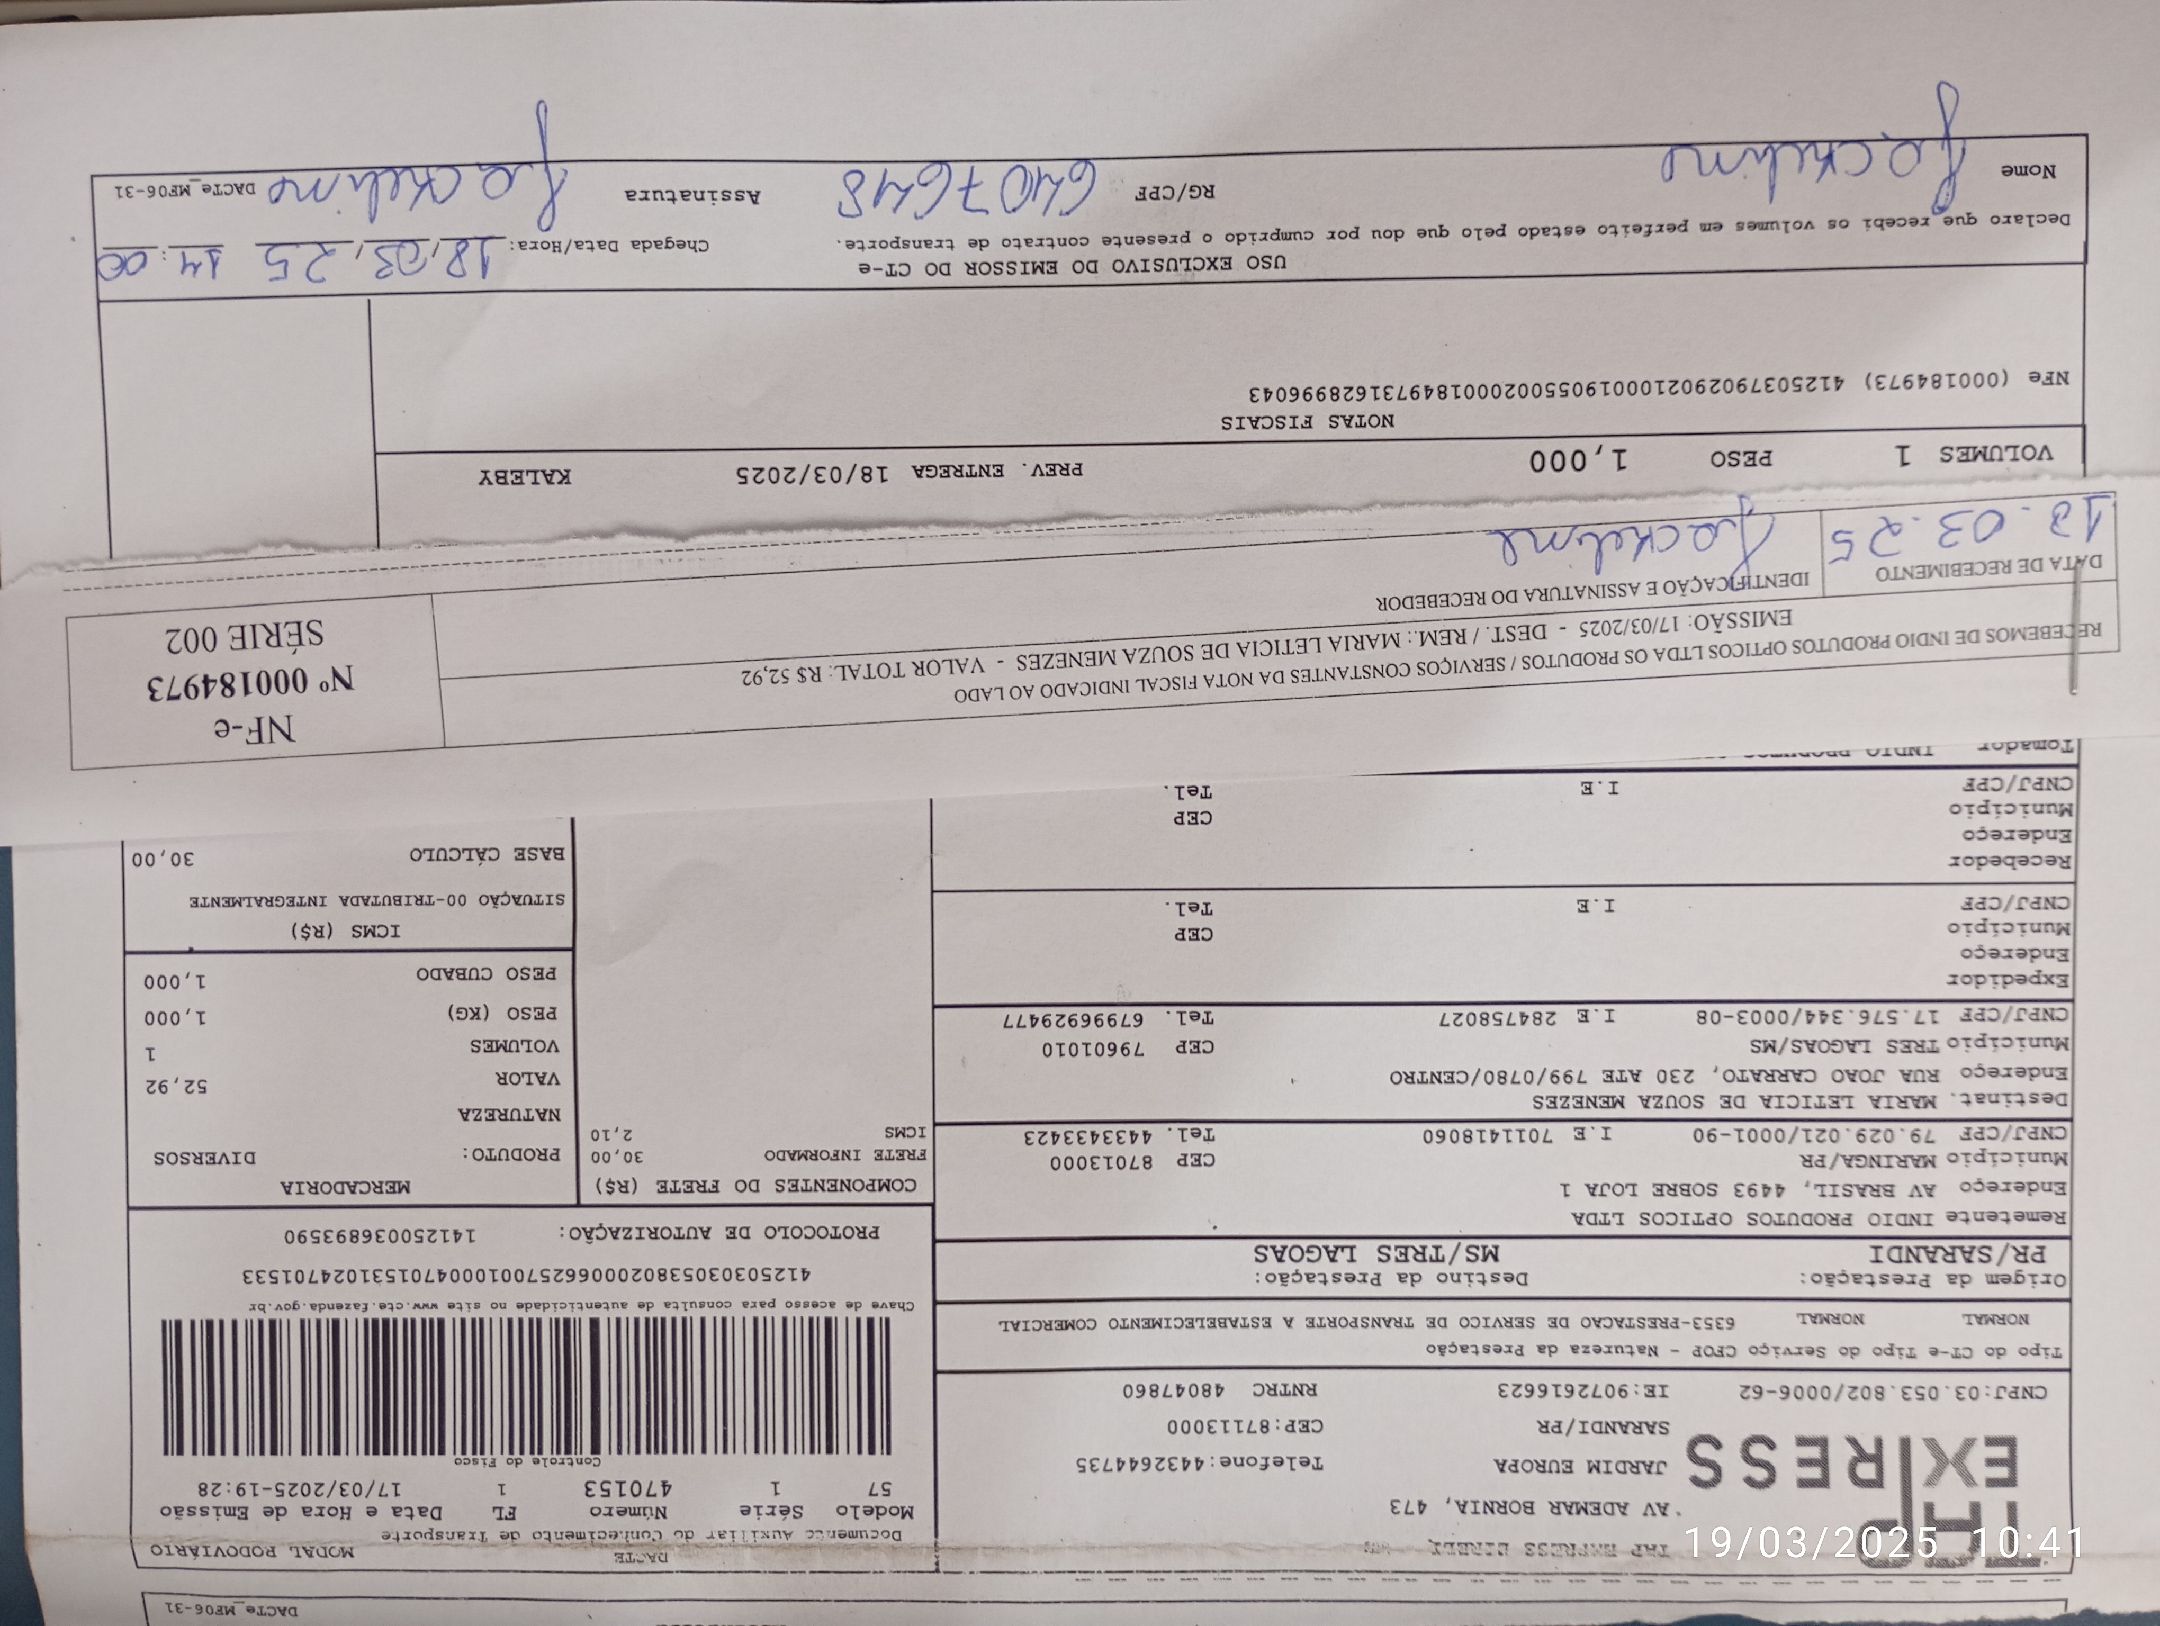 DACTe_MF06-31
TAP EXPRESS
AV ADEMAR BORNIA, 473
JARDIM EUROPA
Telefone:4432644735
SARANDI/PR
CEP:87113000
CNPJ:03.053.802/0006-62
IE:9072616623
RNTRC 48047860
DACTE
MODAL RODOVIÁRIO
Documento Auxiliar do Conhecimento de Transporte
Modelo Série Número FL Data e Hora de Emissão
57 1 470153 1 17/03/2025-19:28
Controle do Fisco
Chave de acesso para consulta de autenticidade no site www.cte.fazenda.gov.br
41250303053802000662570010004701531024701533
PROTOCOLO DE AUTORIZAÇÃO: 141250036893590
Tipo do CT-e Tipo do Serviço CFOP - Natureza da Prestação
NORMAL NORMAL 6353-PRESTACAO DE SERVICO DE TRANSPORTE A ESTABELECIMENTO COMERCIAL
Origem da Prestação: Destino da Prestação:
PR/SARANDI MS/TRES LAGOAS
Remetente INDIO PRODUTOS OPTICOS LTDA
Endereço AV BRASIL, 4493 SOBRE LOJA 1
Município MARINGA/PR CEP 87013000
CNPJ/CPF 79.029.021/0001-90 I.E 7011418060 Tel. 4433433423
Destinat. MARIA LETICIA DE SOUZA MENEZES
Endereço RUA JOAO CARRATO, 230 ATE 799/0780/CENTRO
Município TRES LAGOAS/MS CEP 79601010
CNPJ/CPF 17.576.344/0003-08 I.E 284758027 Tel. 67996929477
Expedidor
Endereço
Município CEP
CNPJ/CPF I.E Tel.
Recebedor
Endereço
Município CEP
CNPJ/CPF I.E Tel.
Tomador INDIO PRODUTOS
COMPONENTES DO FRETE (R$)
FRETE INFORMADO 30,00
ICMS 2,10
MERCADORIA
PRODUTO: DIVERSOS
NATUREZA
VALOR 52,92
VOLUMES 1
PESO (KG) 1,000
PESO CUBADO 1,000
ICMS (R$)
SITUAÇÃO 00-TRIBUTADA INTEGRALMENTE
BASE CÁLCULO 30,00
RECEBEMOS DE INDIO PRODUTOS OPTICOS LTDA OS PRODUTOS / SERVIÇOS CONSTANTES DA NOTA FISCAL INDICADO AO LADO
EMISSÃO: 17/03/2025 - DEST. / REM.: MARIA LETICIA DE SOUZA MENEZES - VALOR TOTAL: R$ 52,92
DATA DE RECEBIMENTO
18.03.25
IDENTIFICAÇÃO E ASSINATURA DO RECEBEDOR
Jackeline
NF-e
Nº 000184973
SÉRIE 002
VOLUMES 1 PESO 1,000 PREV. ENTREGA 18/03/2025 KALEBY
NOTAS FISCAIS
NFe (000184973) 41250379029021000190550020001849731628996043
USO EXCLUSIVO DO EMISSOR DO CT-e
Declaro que recebi os volumes em perfeito estado pelo que dou por cumprido o presente contrato de transporte.
Chegada Data/Hora: 18,03,25 14:00
Nome Jackeline RG/CPF 6407648 Assinatura Jackeline DACTe_MF06-31
19/03/2025 10:41